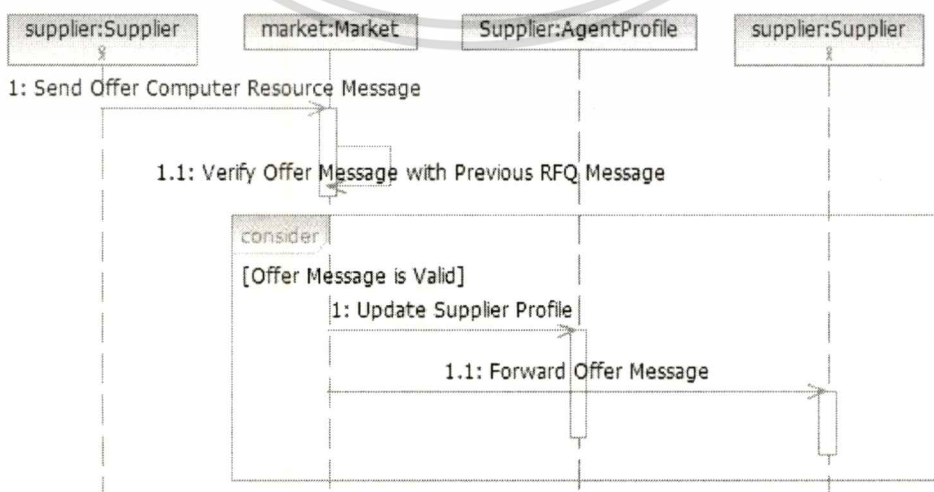 supplier:Supplier market:Market Supplier:AgentProfile supplier:Supplier
1: Send Offer Computer Resource Message
1.1: Verify Offer Message with Previous RFQ Message
consider
[Offer Message is Valid]
1: Update Supplier Profile
1.1: Forward Offer Message